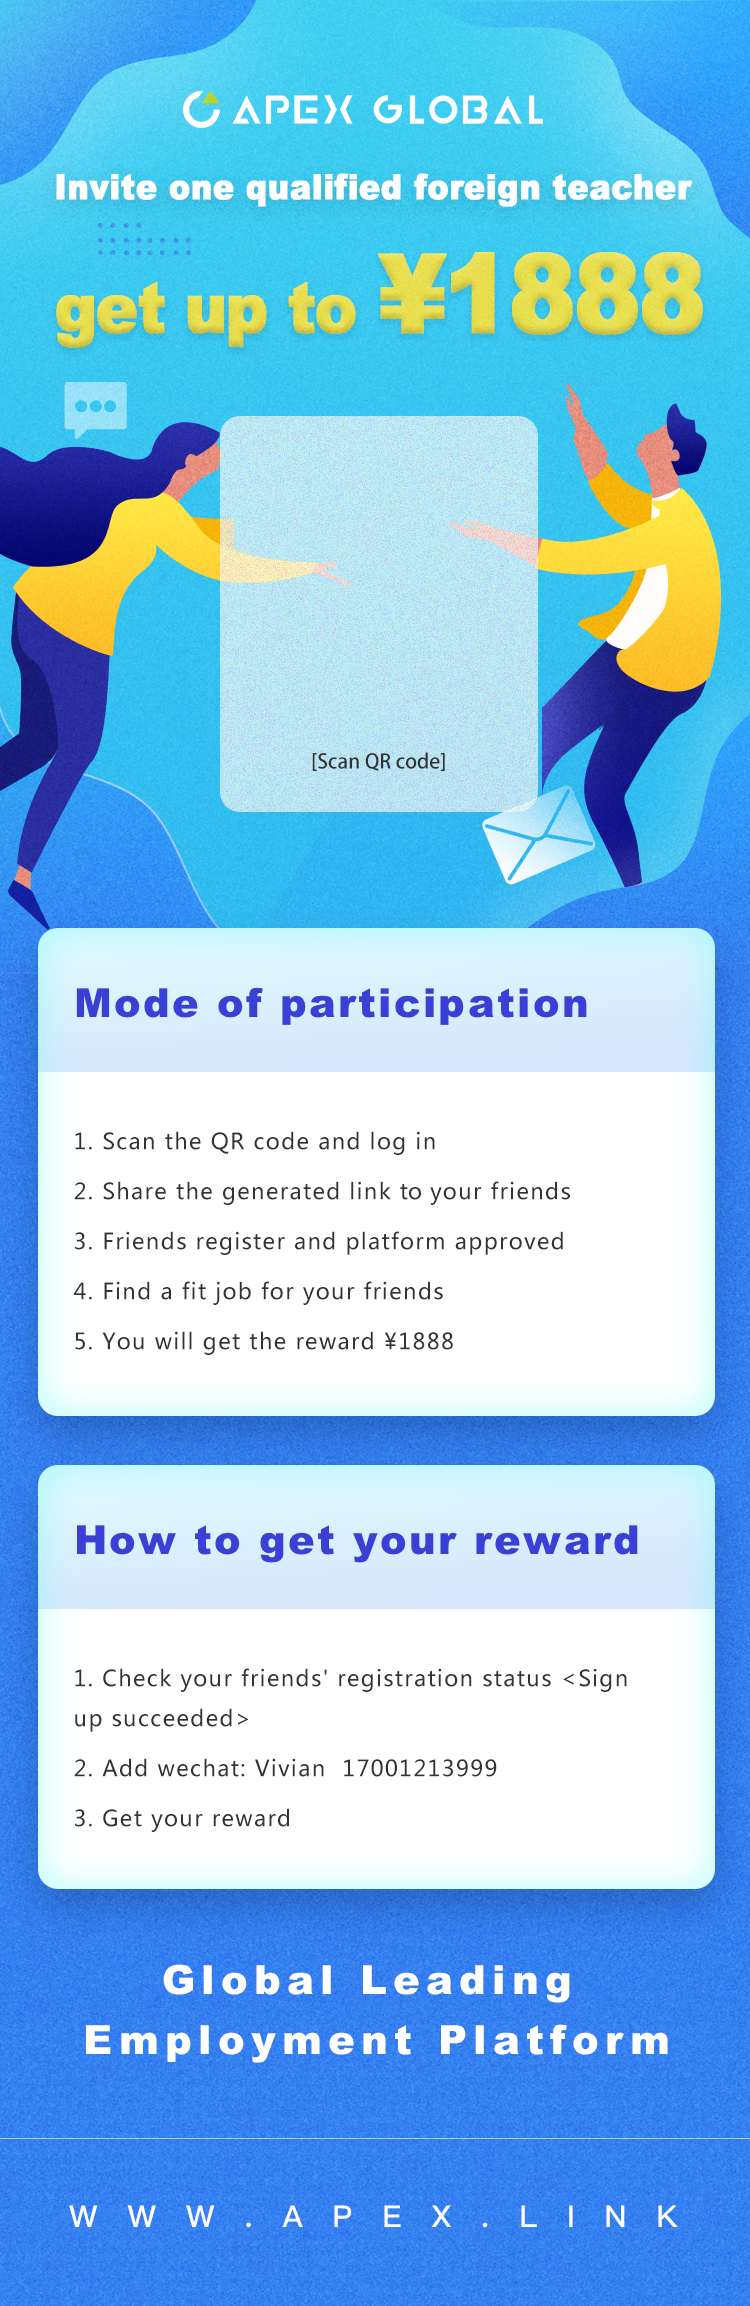 APEX GLOBAL
Invite one qualified foreign teacher
get up to ¥1888
[Scan QR code]
Mode of participation
1. Scan the QR code and log in
2. Share the generated link to your friends
3. Friends register and platform approved
4. Find a fit job for your friends
5. You will get the reward ¥1888
How to get your reward
1. Check your friends' registration status <Sign
up succeeded>
2. Add wechat: Vivian  17001213999
3. Get your reward
Global Leading
Employment Platform
WWW.APEX.LINK